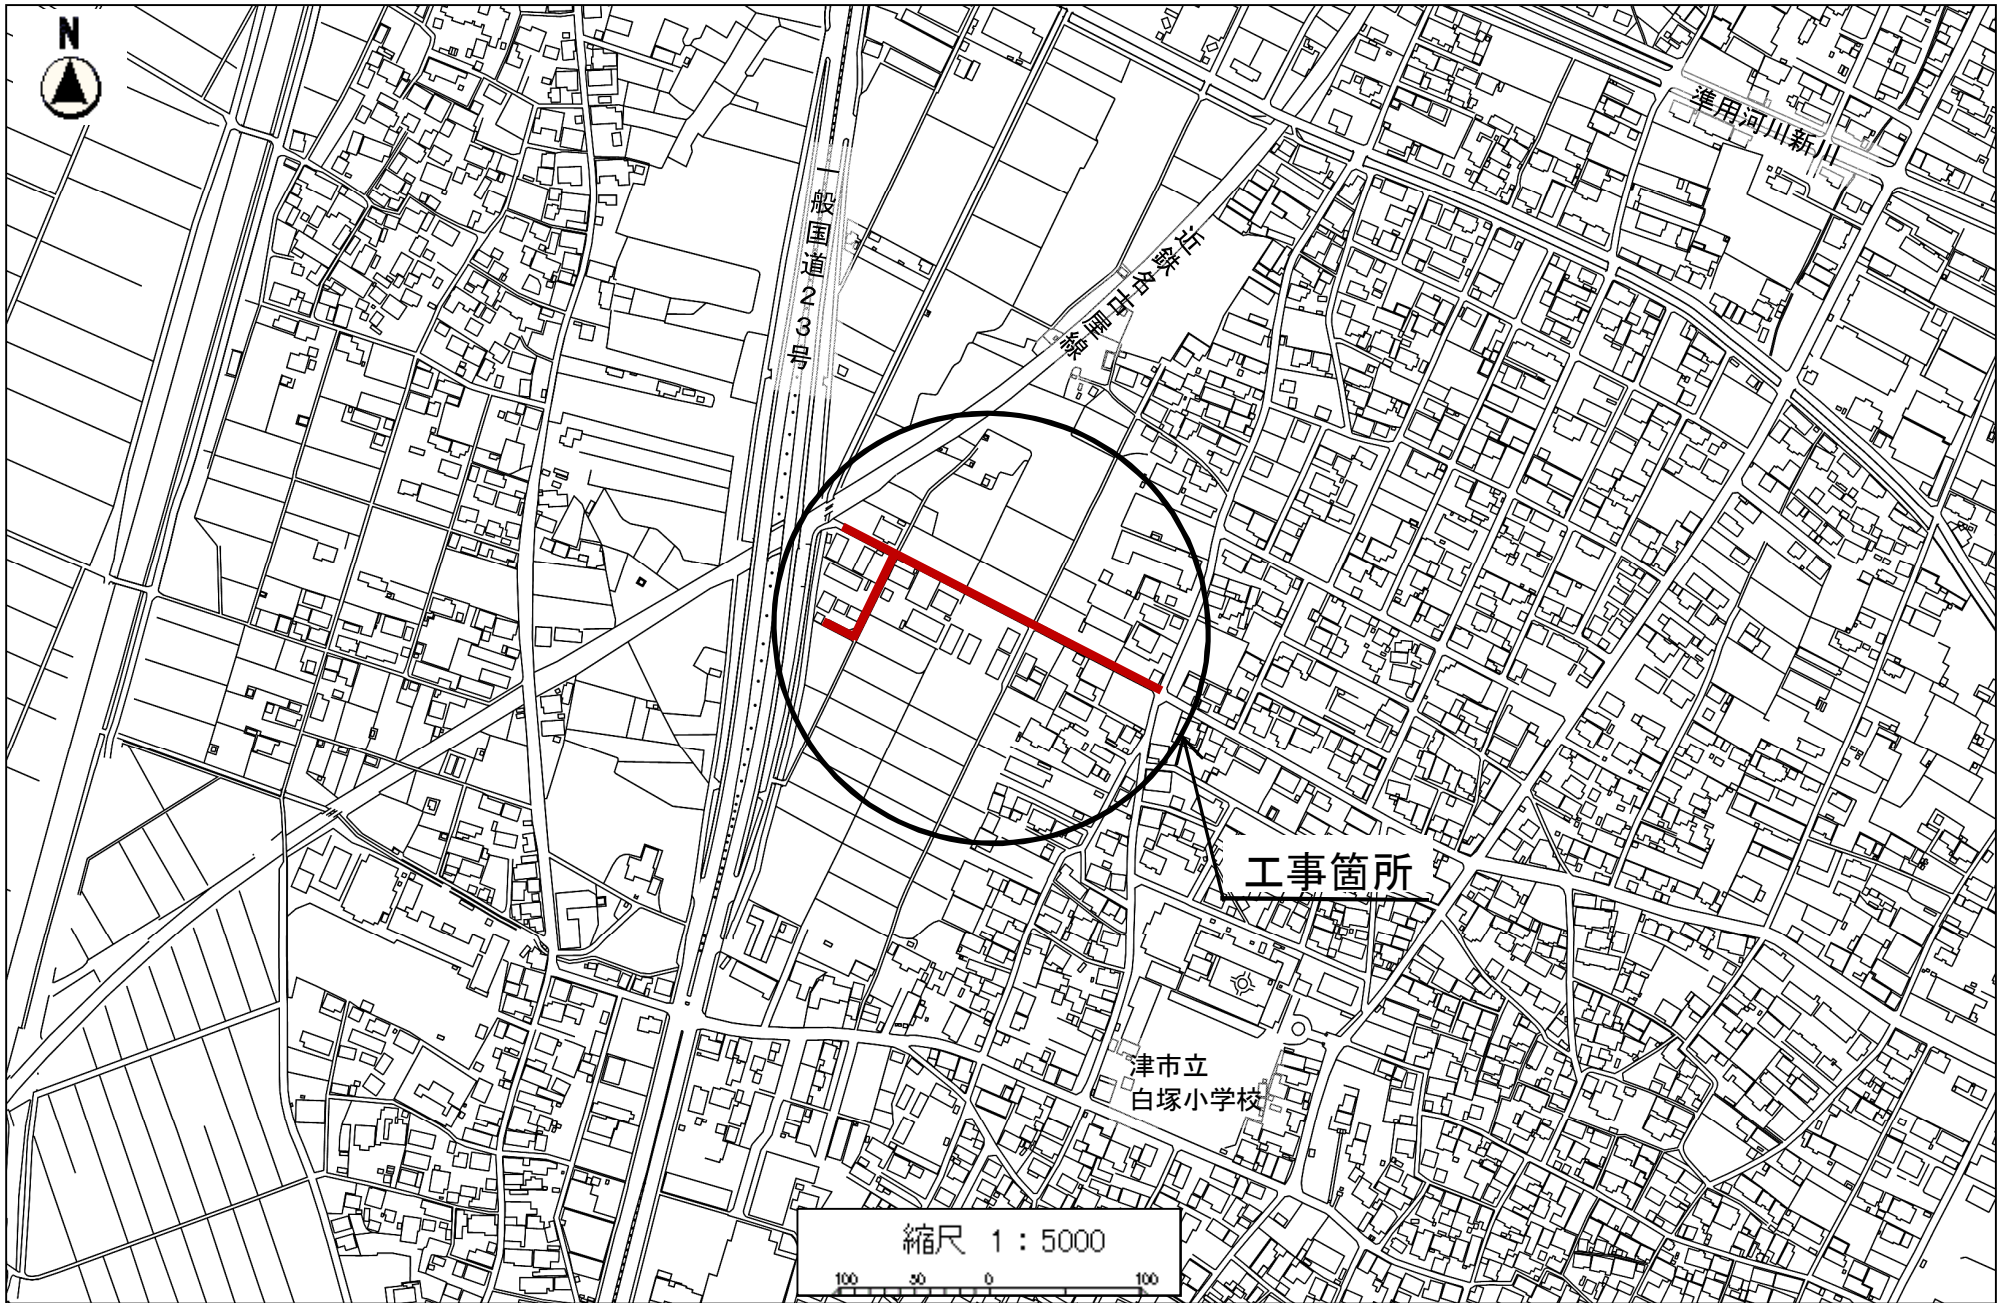 N
準用河川新川
一般国道23号
近鉄名古屋線
工事箇所
津市立
白塚小学校
縮尺 1：5000
100 50 0 100